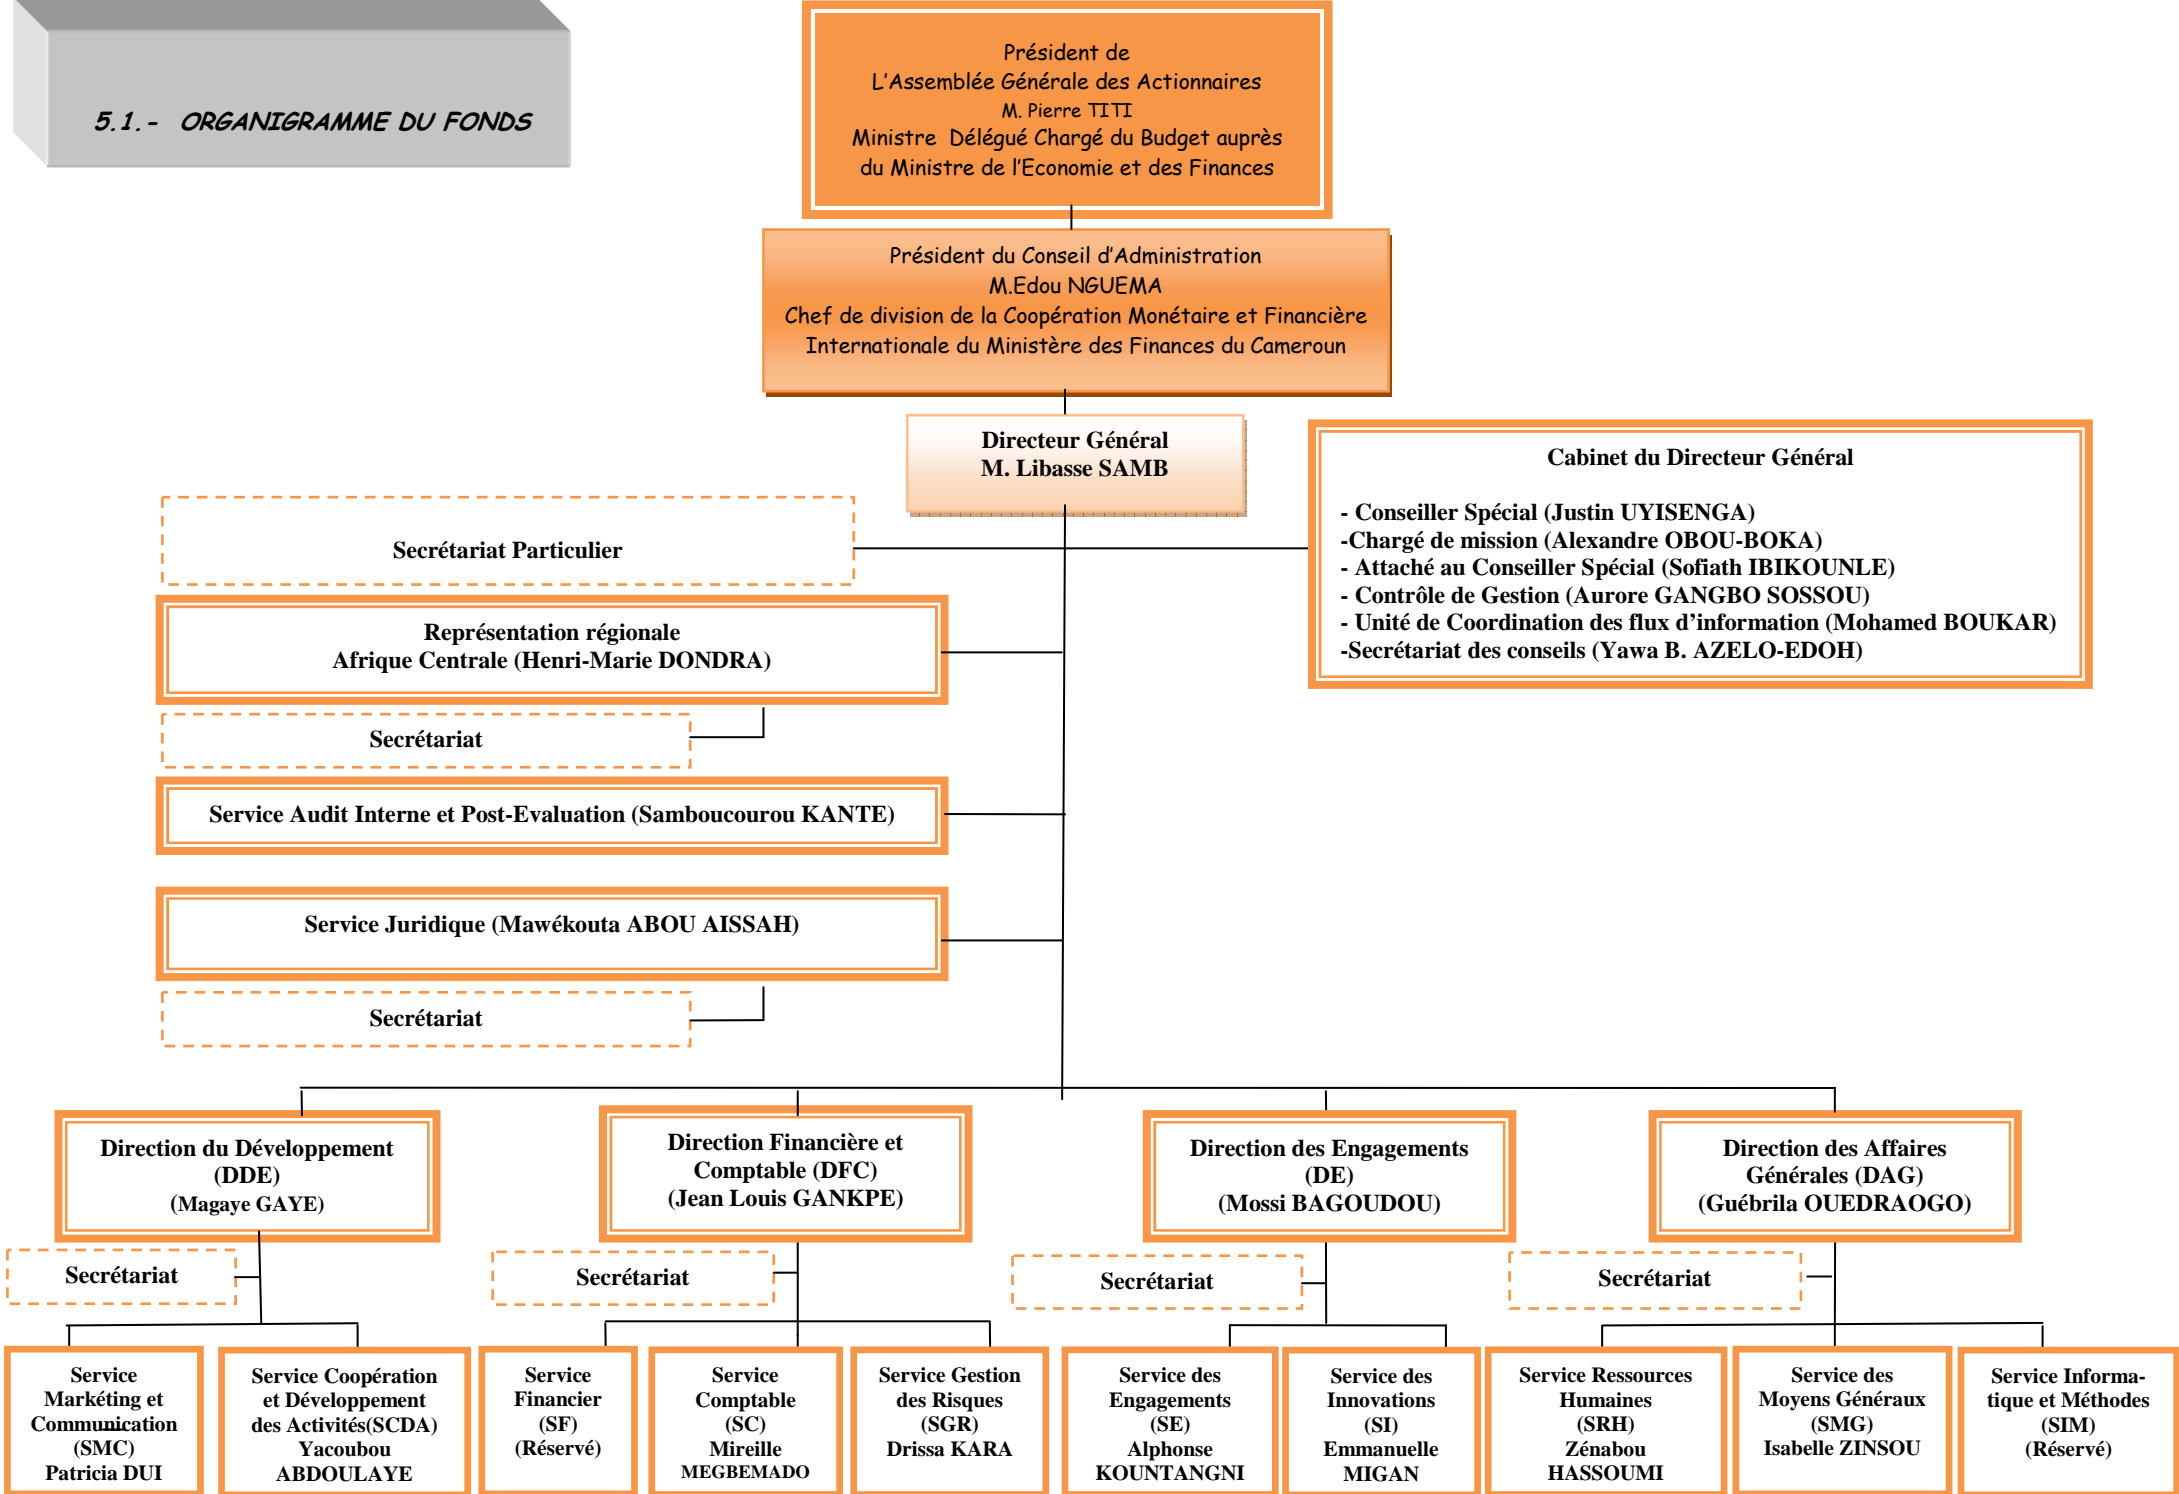 5.1.- ORGANIGRAMME DU FONDS
Président de
L'Assemblée Générale des Actionnaires
M. Pierre TITI
Ministre Délégué Chargé du Budget auprès
du Ministre de l'Economie et des Finances
Président du Conseil d'Administration
M.Edou NGUEMA
Chef de division de la Coopération Monétaire et Financière
Internationale du Ministère des Finances du Cameroun
Directeur Général
M. Libasse SAMB
Cabinet du Directeur Général
- Conseiller Spécial (Justin UYISENGA)
-Chargé de mission (Alexandre OBOU-BOKA)
- Attaché au Conseiller Spécial (Sofiath IBIKOUNLE)
- Contrôle de Gestion (Aurore GANGBO SOSSOU)
- Unité de Coordination des flux d'information (Mohamed BOUKAR)
-Secrétariat des conseils (Yawa B. AZELO-EDOH)
Secrétariat Particulier
Représentation régionale
Afrique Centrale (Henri-Marie DONDRA)
Secrétariat
Service Audit Interne et Post-Evaluation (Samboucourou KANTE)
Service Juridique (Mawékouta ABOU AISSAH)
Secrétariat
Direction du Développement
(DDE)
(Magaye GAYE)
Direction Financière et
Comptable (DFC)
(Jean Louis GANKPE)
Direction des Engagements
(DE)
(Mossi BAGOUDOU)
Direction des Affaires
Générales (DAG)
(Guébrila OUEDRAOGO)
Secrétariat
Secrétariat
Secrétariat
Secrétariat
Service
Markéting et
Communication
(SMC)
Patricia DUI
Service Coopération
et Développement
des Activités(SCDA)
Yacoubou
ABDOULAYE
Service
Financier
(SF)
(Réservé)
Service
Comptable
(SC)
Mireille
MEGBEMADO
Service Gestion
des Risques
(SGR)
Drissa KARA
Service des
Engagements
(SE)
Alphonse
KOUNTANGNI
Service des
Innovations
(SI)
Emmanuelle
MIGAN
Service Ressources
Humaines
(SRH)
Zénabou
HASSOUMI
Service des
Moyens Généraux
(SMG)
Isabelle ZINSOU
Service Informa-
tique et Méthodes
(SIM)
(Réservé)